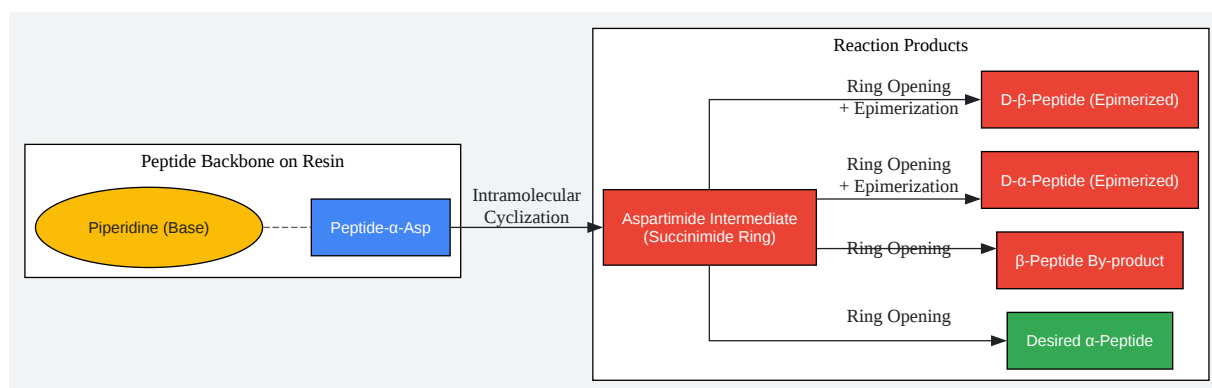 Reaction Products
Ring Opening
+ Epimerization
D-β-Peptide (Epimerized)
Peptide Backbone on Resin
Ring Opening
+ Epimerization
D-α-Peptide (Epimerized)
Piperidine (Base)
Peptide-α-Asp
Intramolecular
Cyclization
Aspartimide Intermediate
(Succinimide Ring)
Ring Opening
β-Peptide By-product
Ring Opening
Desired α-Peptide